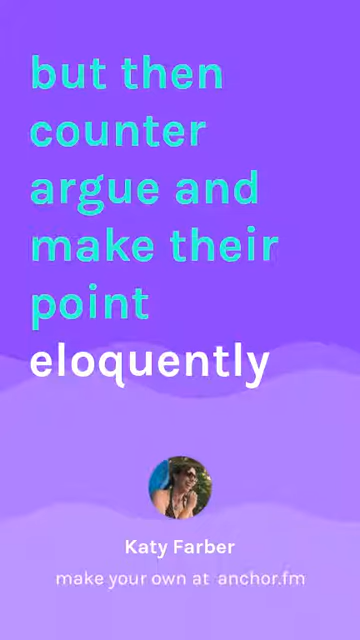 but then
counter
argue and
make their
point
eloquently
Katy Farber
make your own at anchor.fm